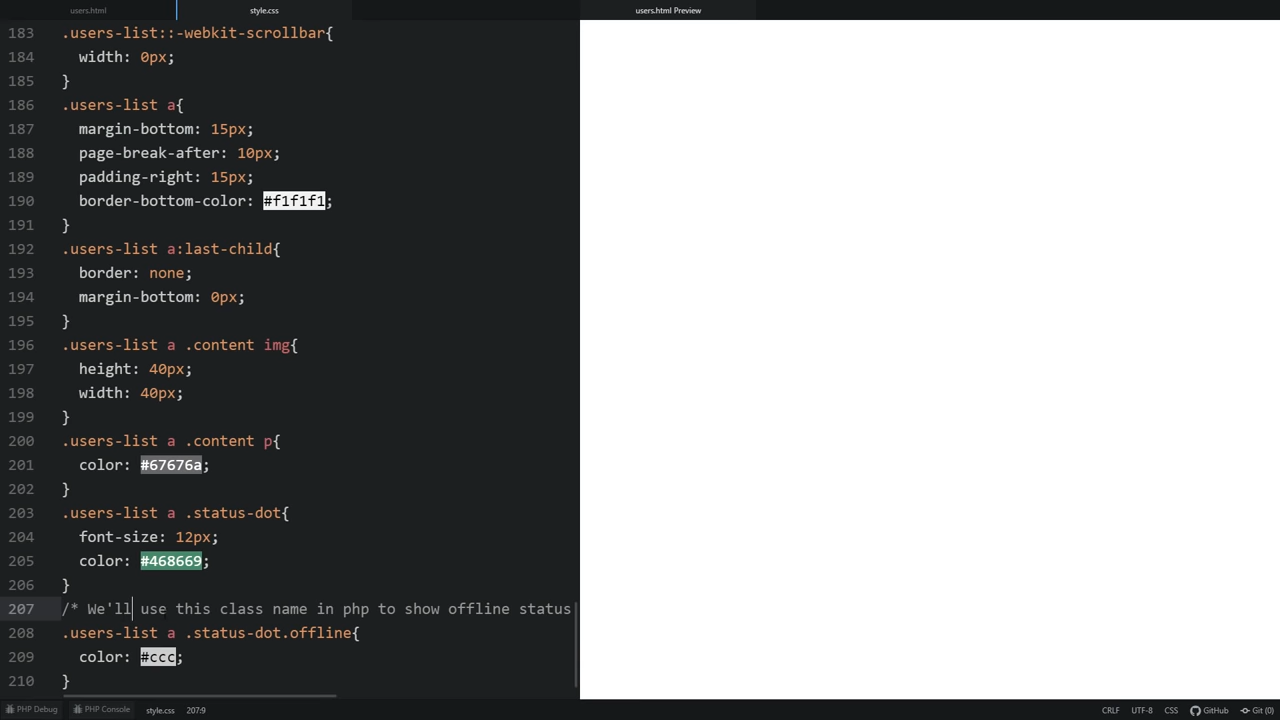 users.html
style.css
users.html Preview
183 .users-list::-webkit-scrollbar{
184 width: 0px;
185 }
186 .users-list a{
187 margin-bottom: 15px;
188 page-break-after: 10px;
189 padding-right: 15px;
190 border-bottom-color: #f1f1f1;
191 }
192 .users-list a:last-child{
193 border: none;
194 margin-bottom: 0px;
195 }
196 .users-list a .content img{
197 height: 40px;
198 width: 40px;
199 }
200 .users-list a .content p{
201 color: #67676a;
202 }
203 .users-list a .status-dot{
204 font-size: 12px;
205 color: #468669;
206 }
207 /* We'll use this class name in php to show offline status
208 .users-list a .status-dot.offline{
209 color: #ccc;
210 }
PHP Debug PHP Console style.css 207:9 CRLF UTF-8 CSS GitHub Git (0)